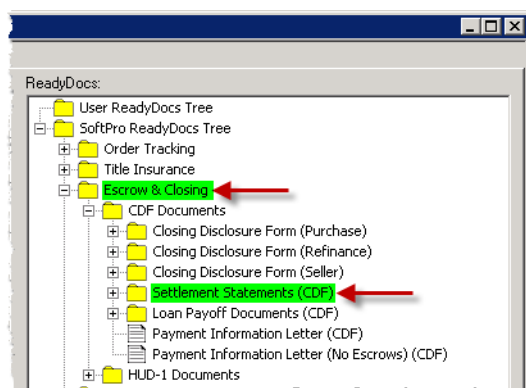 ReadyDocs:
User ReadyDocs Tree
SoftPro ReadyDocs Tree
Order Tracking
Title Insurance
Escrow & Closing
CDF Documents
Closing Disclosure Form (Purchase)
Closing Disclosure Form (Refinance)
Closing Disclosure Form (Seller)
Settlement Statements (CDF)
Loan Payoff Documents (CDF)
Payment Information Letter (CDF)
Payment Information Letter (No Escrows) (CDF)
HUD-1 Documents